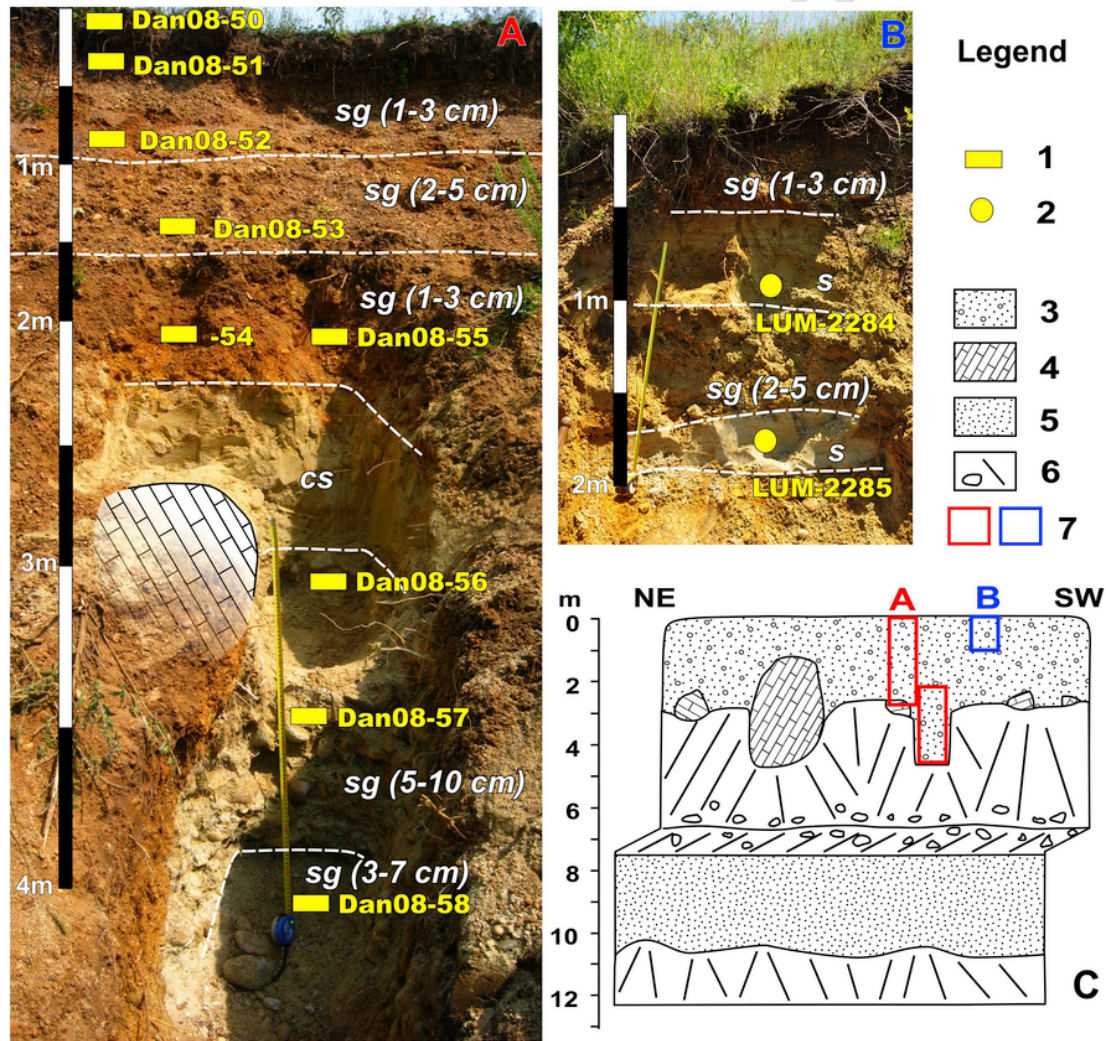 A
Dan08-50
Dan08-51
sg (1-3 cm)
Dan08-52
1m
sg (2-5 cm)
Dan08-53
sg (1-3 cm)
2m
-54
Dan08-55
cs
3m
Dan08-56
Dan08-57
sg (5-10 cm)
sg (3-7 cm)
4m
Dan08-58
B
sg (1-3 cm)
s
1m
LUM-2284
sg (2-5 cm)
s
2m
LUM-2285
Legend
1
2
3
4
5
6
7
m
NE
A
B
SW
0
2
4
6
8
10
12
C